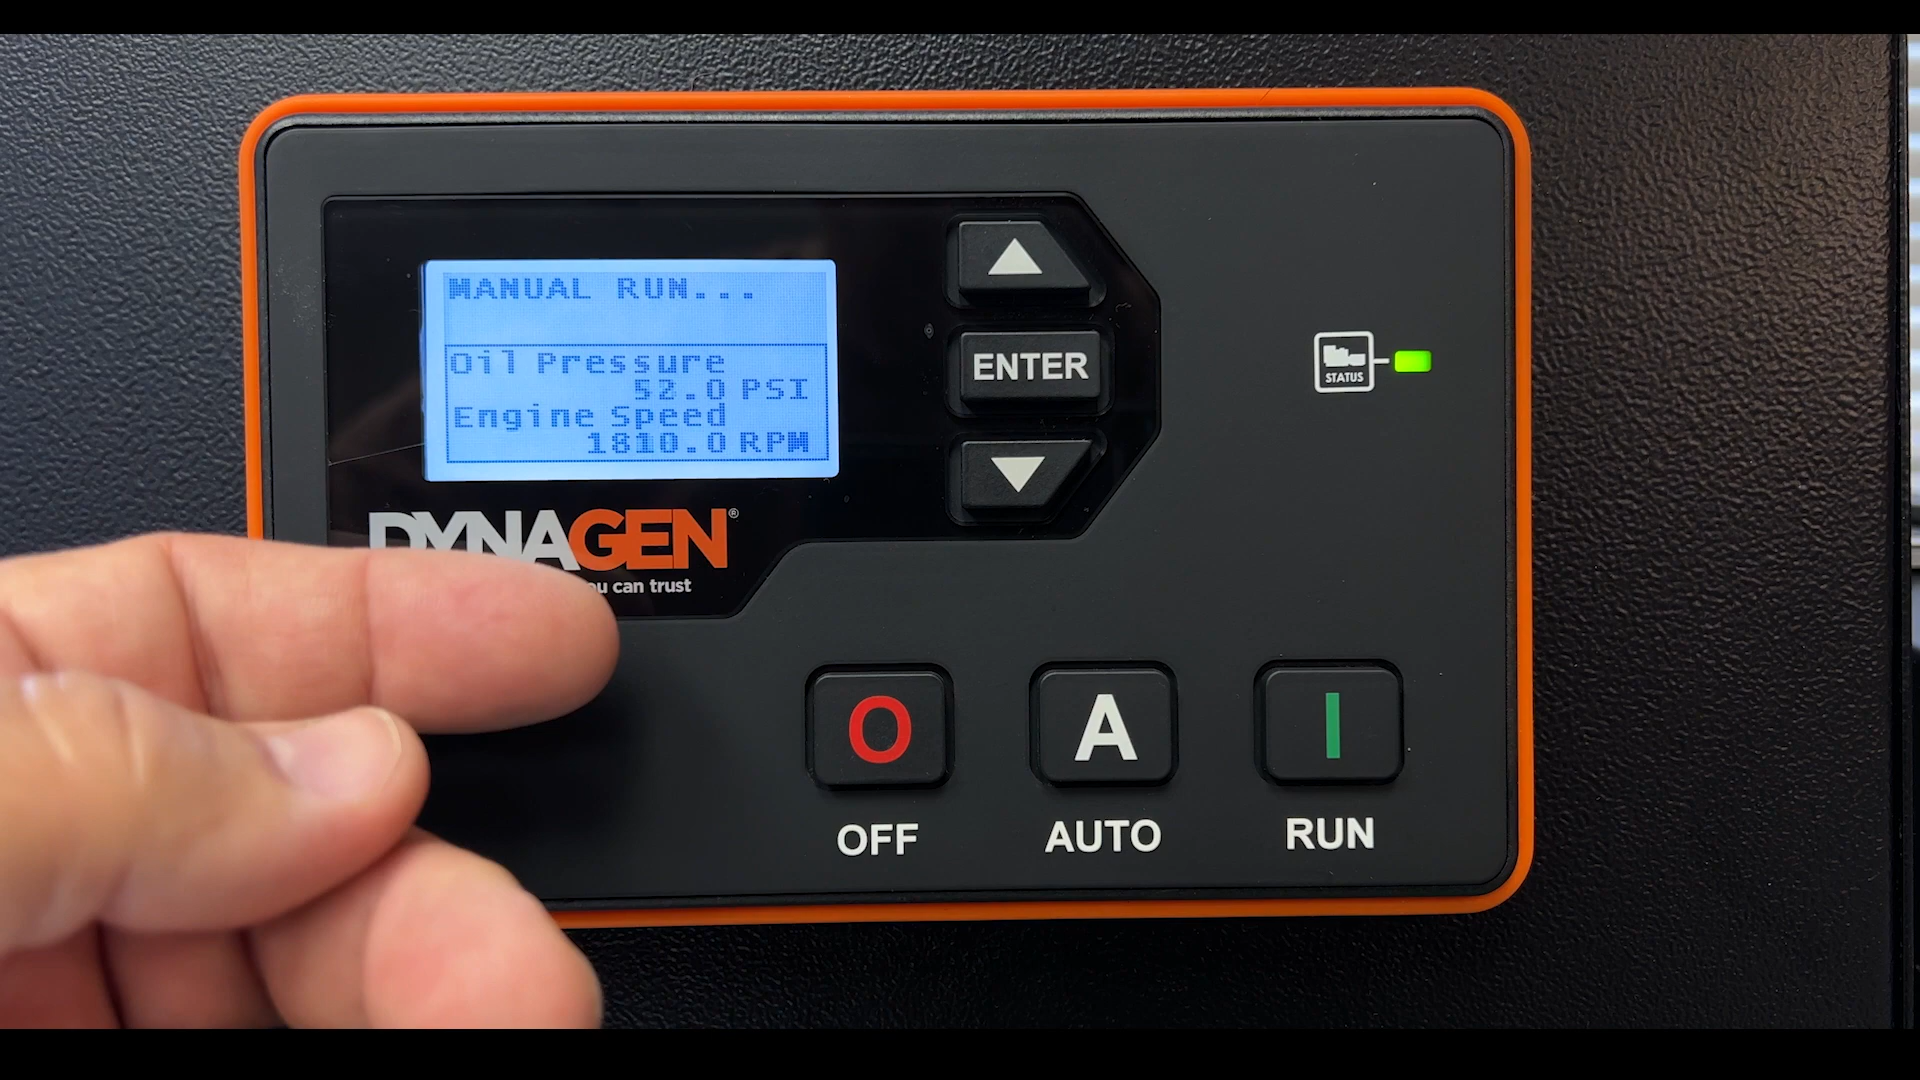 MANUAL RUN...
Oil Pressure
52.0 PSI
Engine Speed
1810.0 RPM
ENTER
STATUS
DYNAGEN®
can trust
O
A
I
OFF
AUTO
RUN